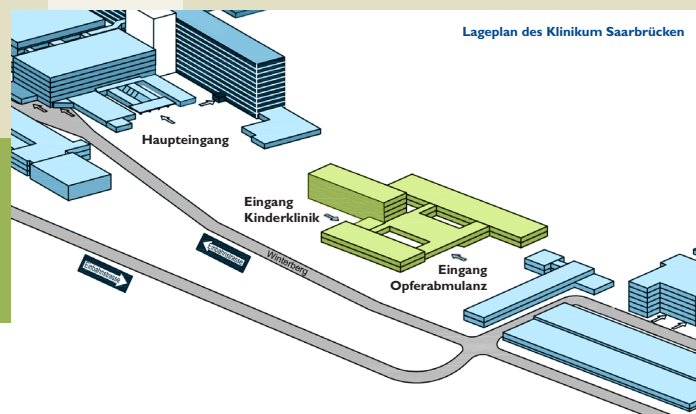 Lageplan des Klinikum Saarbrücken
Haupteingang
Eingang
Kinderklinik
Einbahnstrasse
Winterberg
Einbahnstrasse
Eingang
Opferabmulanz